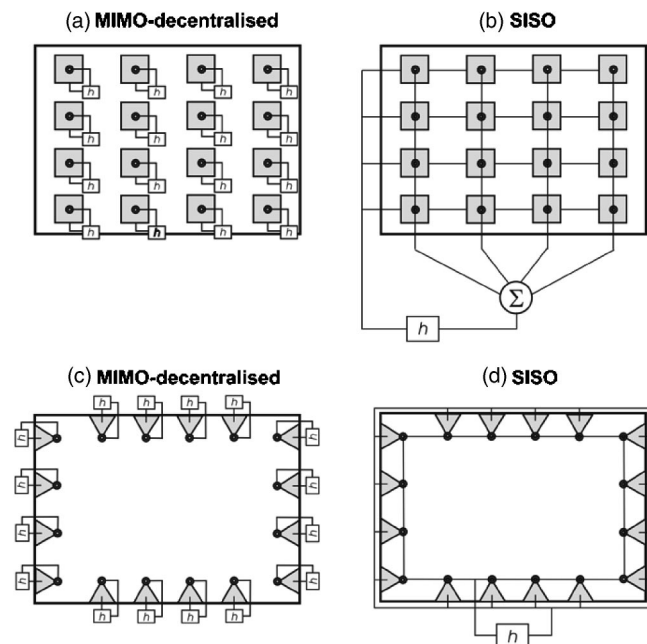 (a) MIMO-decentralised
(b) SISO
h h h h
h h h h
h h h h
h h h h
Σ
h
(c) MIMO-decentralised
(d) SISO
h h h h
h h
h h
h h
h h
h h h h
h